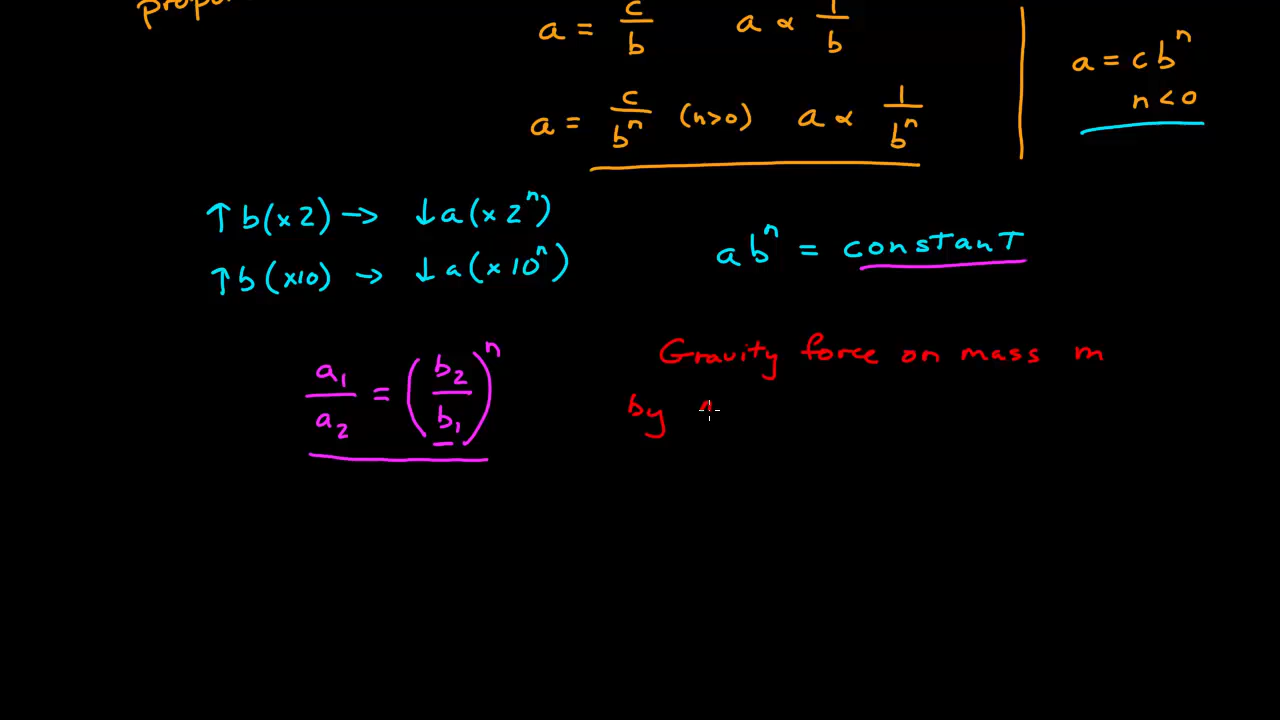 a = c/b a ∝ 1/b
a = c bⁿ
n < 0
a = c/bⁿ (n>0) a ∝ 1/bⁿ
↑ b (×2) → ↓ a (× 2ⁿ)
a bⁿ = constant
↑ b (×10) → ↓ a (× 10ⁿ)
a₁/a₂ = (b₂/b₁)ⁿ
Gravity force on mass m
by